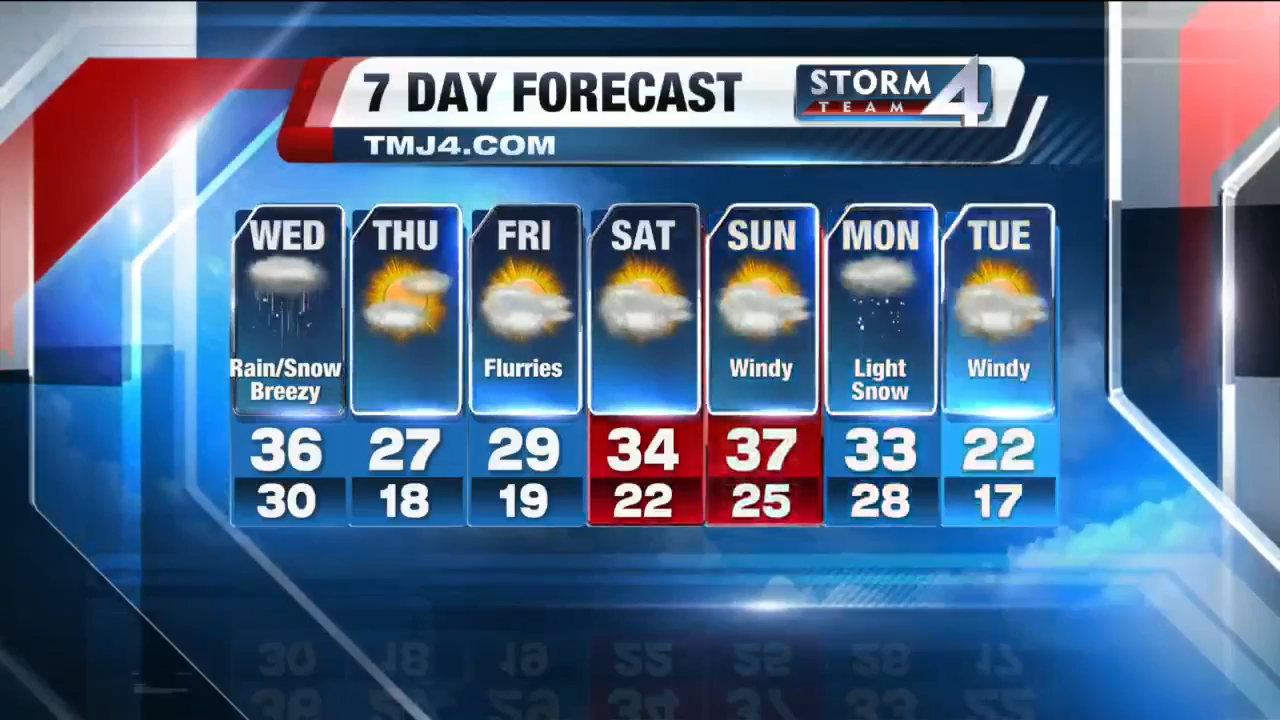 7 DAY FORECAST
STORM 4
TEAM
TMJ4.COM
WED THU FRI SAT SUN MON TUE
Rain/Snow Flurries Windy Light Windy
Breezy Snow
36 27 29 34 37 33 22
30 18 19 22 25 28 17